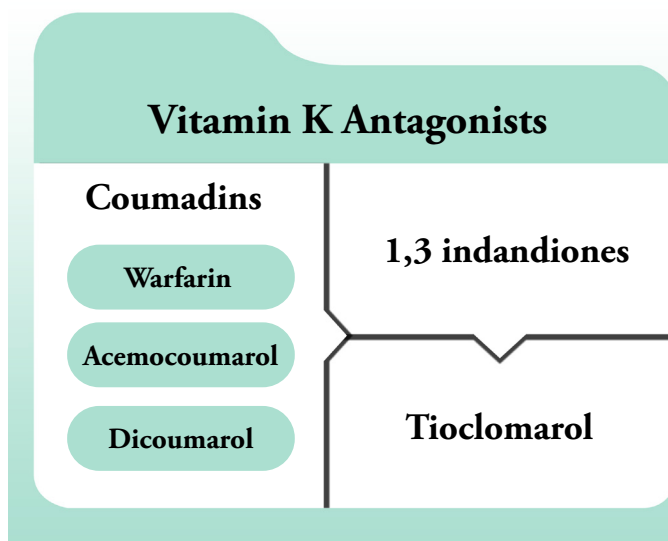 Vitamin K Antagonists
Coumadins
Warfarin
Acemocoumarol
Dicoumarol
1,3 indandiones
Tioclomarol